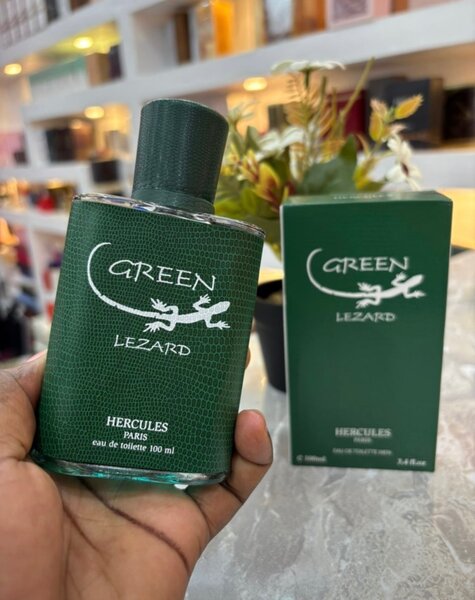 GREEN
LEZARD
HERCULES
PARIS
eau de toilette 100 ml
GREEN
LEZARD
HERCULES
PARIS
EAU DE TOILETTE MEN
100ml 3.4 fl.oz